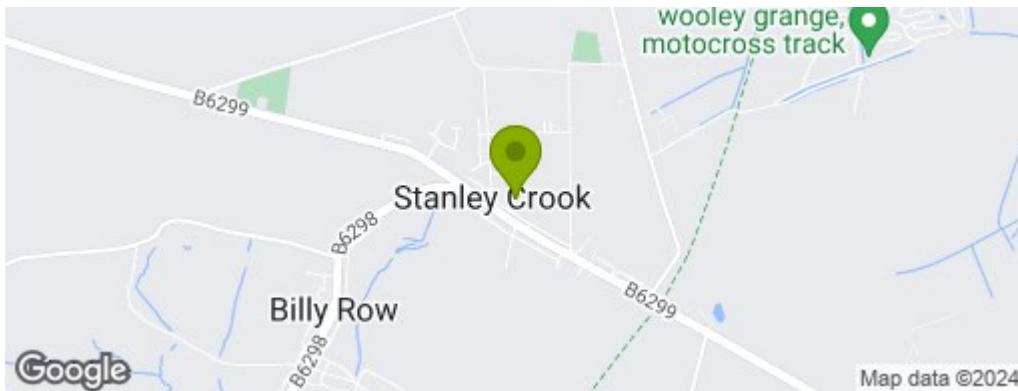 wooley grange,
motocross track
B6299
Stanley Crook
B6298
Billy Row
B6299
B6298
Google
Map data ©2024